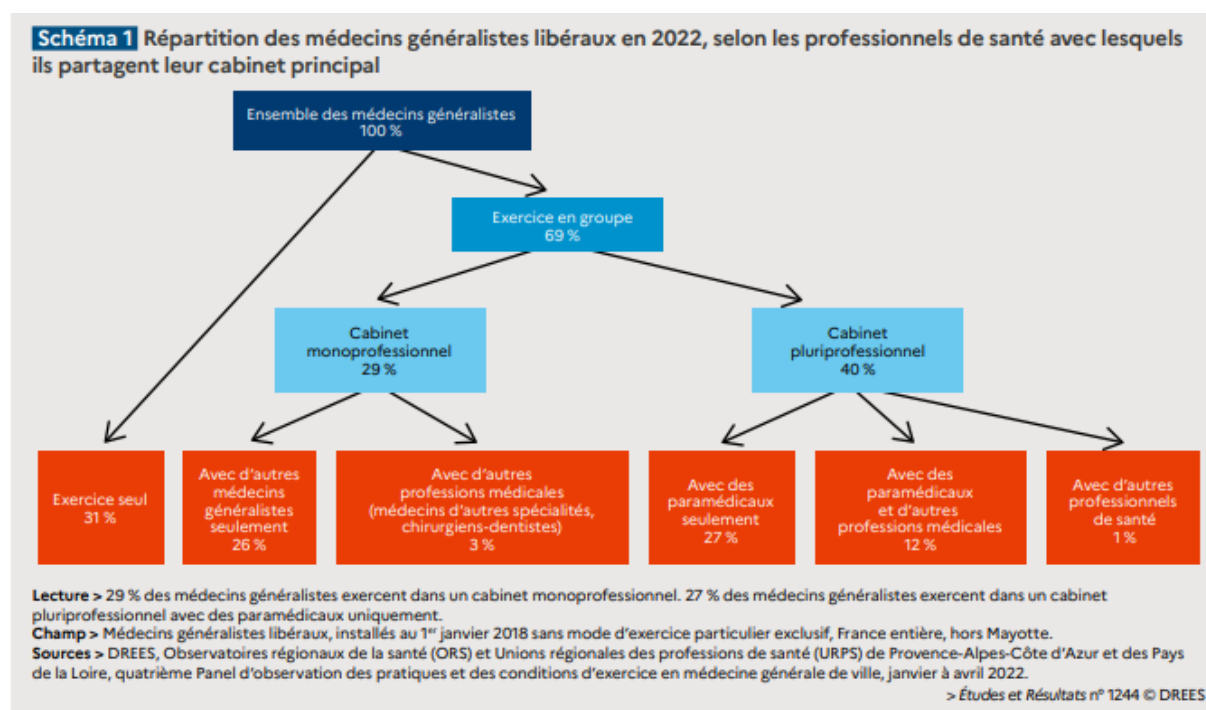 Schéma 1 Répartition des médecins généralistes libéraux en 2022, selon les professionnels de santé avec lesquels
ils partagent leur cabinet principal
Ensemble des médecins généralistes
100 %
Exercice en groupe
69 %
Cabinet
monoprofessionnel
29 %
Cabinet
pluriprofessionnel
40 %
Exercice seul
31 %
Avec d'autres
médecins
généralistes
seulement
26 %
Avec d'autres
professions médicales
(médecins d'autres spécialités,
chirurgiens-dentistes)
3 %
Avec des
paramédicaux
seulement
27 %
Avec des
paramédicaux
et d'autres
professions médicales
12 %
Avec d'autres
professionnels
de santé
1 %
Lecture > 29 % des médecins généralistes exercent dans un cabinet monoprofessionnel. 27 % des médecins généralistes exercent dans un cabinet
pluriprofessionnel avec des paramédicaux uniquement.
Champ > Médecins généralistes libéraux, installés au 1er janvier 2018 sans mode d'exercice particulier exclusif, France entière, hors Mayotte.
Sources > DREES, Observatoires régionaux de la santé (ORS) et Unions régionales des professions de santé (URPS) de Provence-Alpes-Côte d'Azur et des Pays
de la Loire, quatrième Panel d'observation des pratiques et des conditions d'exercice en médecine générale de ville, janvier à avril 2022.
> Études et Résultats n° 1244 © DREES